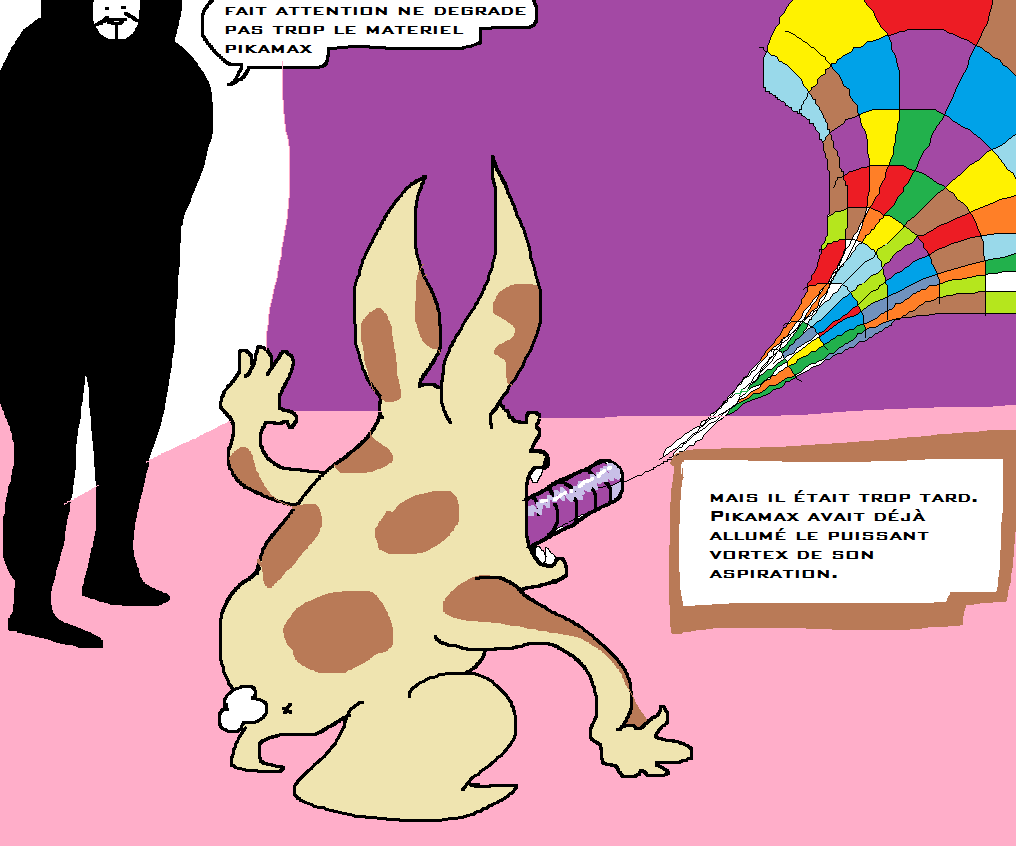 FAIT ATTENTION NE DEGRADE
PAS TROP LE MATERIEL
PIKAMAX
MAIS IL ÉTAIT TROP TARD.
PIKAMAX AVAIT DÉJÀ
ALLUMÉ LE PUISSANT
VORTEX DE SON
ASPIRATION.